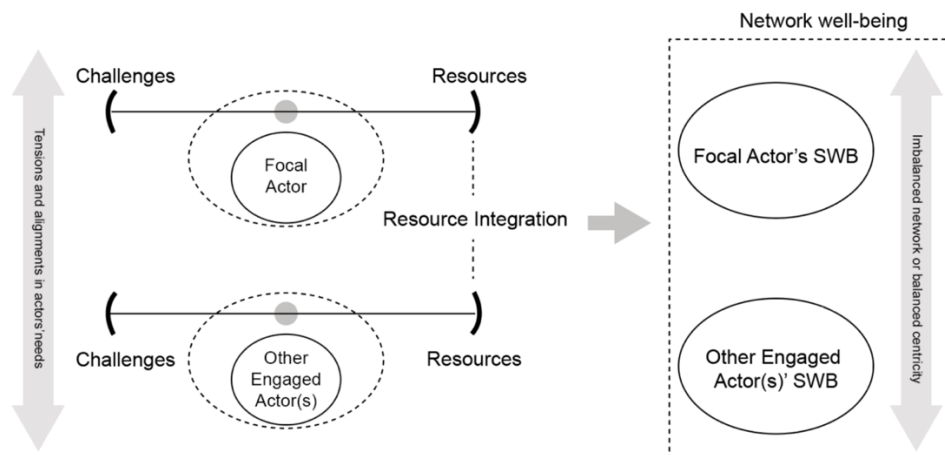 Network well-being
Challenges
Resources
Focal
Actor
Resource Integration
Challenges
Resources
Other
Engaged
Actor(s)
Tensions and alignments in actors'needs
Focal Actor's SWB
Other Engaged
Actor(s)' SWB
Imbalanced network or balanced centricity